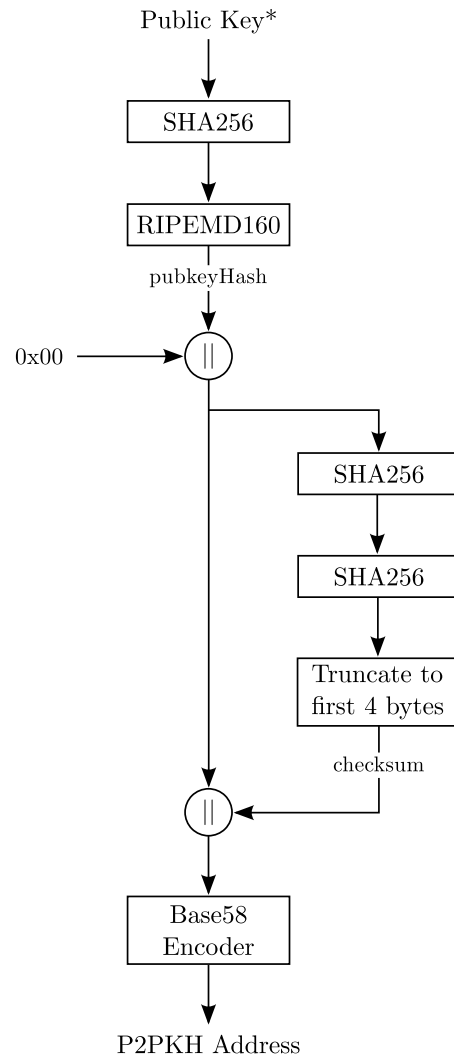 Public Key*
SHA256
RIPEMD160
pubkeyHash
0x00
||
SHA256
SHA256
Truncate to
first 4 bytes
checksum
||
Base58
Encoder
P2PKH Address